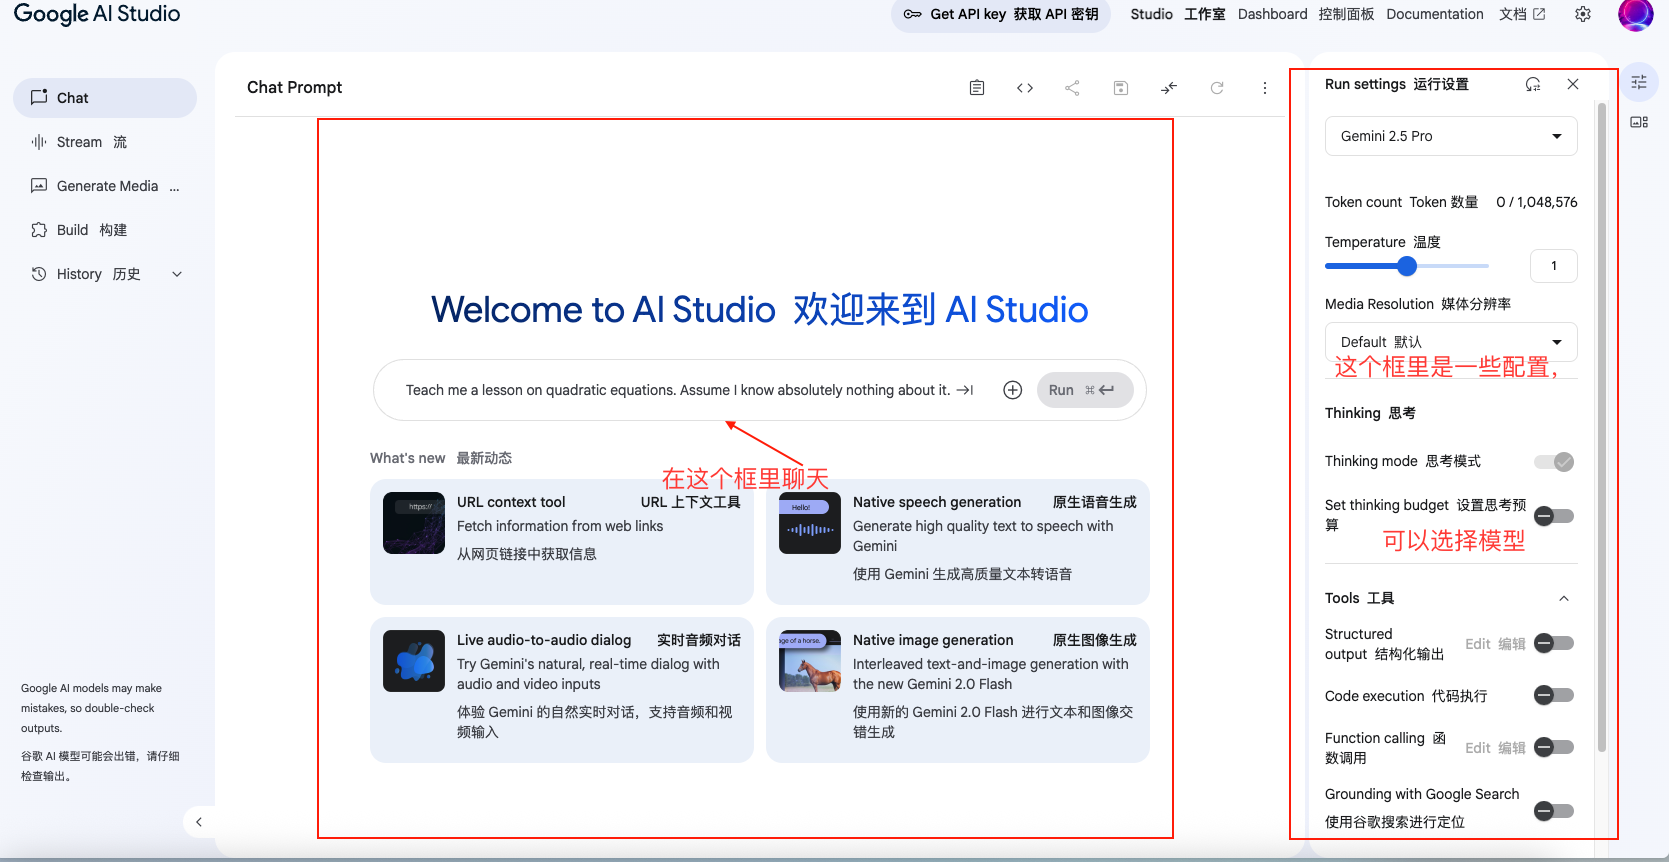 Google AI Studio
Get API key 获取 API 密钥
Studio 工作室
Dashboard 控制面板
Documentation 文档
Chat
Stream 流
Generate Media ...
Build 构建
History 历史
Google AI models may make
mistakes, so double-check
outputs.
谷歌 AI 模型可能会出错，请仔细
检查输出。
Chat Prompt
Welcome to AI Studio 欢迎来到 AI Studio
Teach me a lesson on quadratic equations. Assume I know absolutely nothing about it.
Run ⌘
在这个框里聊天
What's new 最新动态
https://
URL context tool URL 上下文工具
Fetch information from web links
从网页链接中获取信息
Hello!
Native speech generation 原生语音生成
Generate high quality text to speech with
Gemini
使用 Gemini 生成高质量文本转语音
Live audio-to-audio dialog 实时音频对话
Try Gemini's natural, real-time dialog with
audio and video inputs
体验 Gemini 的自然实时对话，支持音频和视
频输入
age of a horse.
Native image generation 原生图像生成
Interleaved text-and-image generation with
the new Gemini 2.0 Flash
使用新的 Gemini 2.0 Flash 进行文本和图像交
错生成
Run settings 运行设置
Gemini 2.5 Pro
Token count Token 数量 0 / 1,048,576
Temperature 温度
1
Media Resolution 媒体分辨率
Default 默认
这个框里是一些配置，
Thinking 思考
Thinking mode 思考模式
Set thinking budget 设置思考预
算
可以选择模型
Tools 工具
Structured
output 结构化输出
Edit 编辑
Code execution 代码执行
Function calling 函
数调用
Edit 编辑
Grounding with Google Search
使用谷歌搜索进行定位